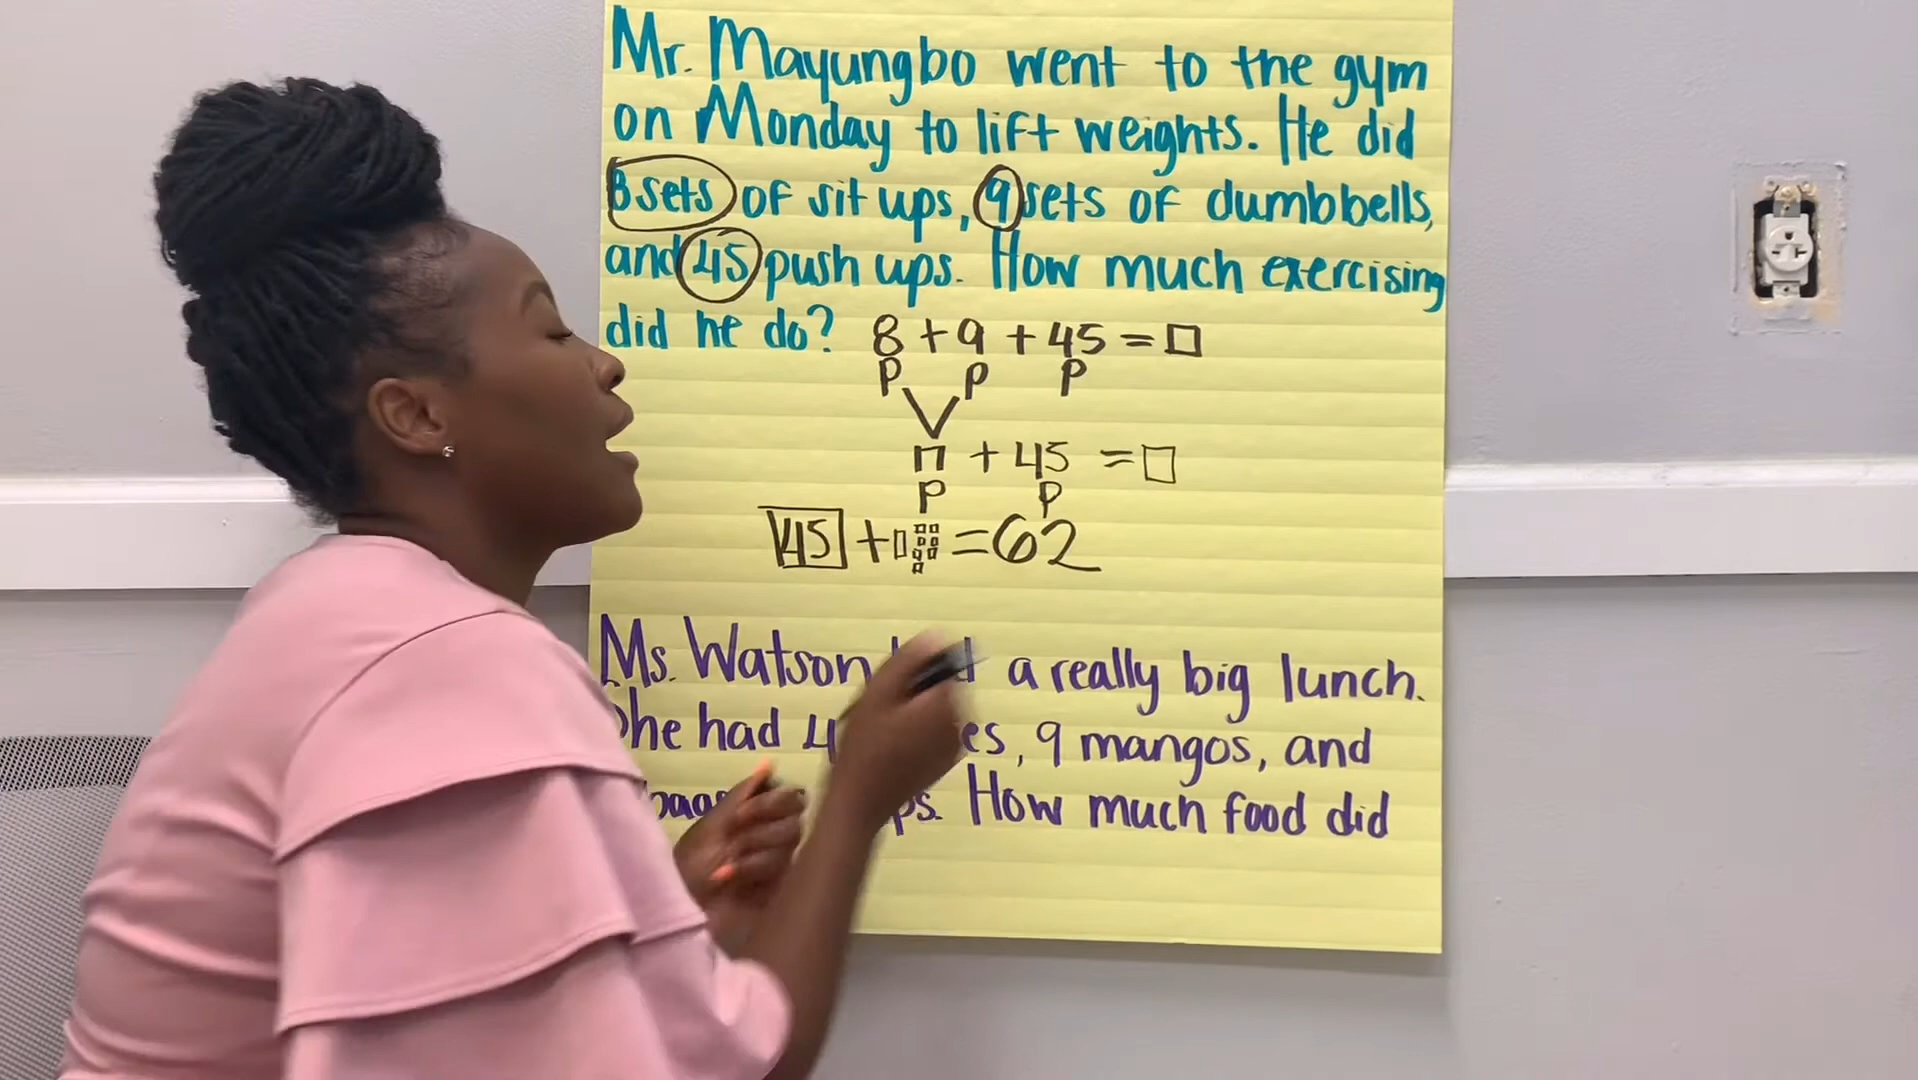 Mr. Mayungbo went to the gym
on Monday to lift weights. He did
8 sets of sit ups, 9 sets of dumbbells,
and 45 push ups. How much exercising
did he do? 8 + 9 + 45 = □
P P P
17 + 45 = □
P P
45 + = 62
Ms. Watson a really big lunch.
She had 9 mangos, and
How much food did